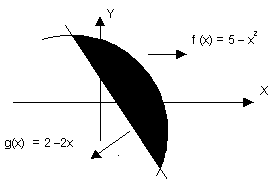 Y
f (x) = 5 – x²
X
g(x) = 2 –2x